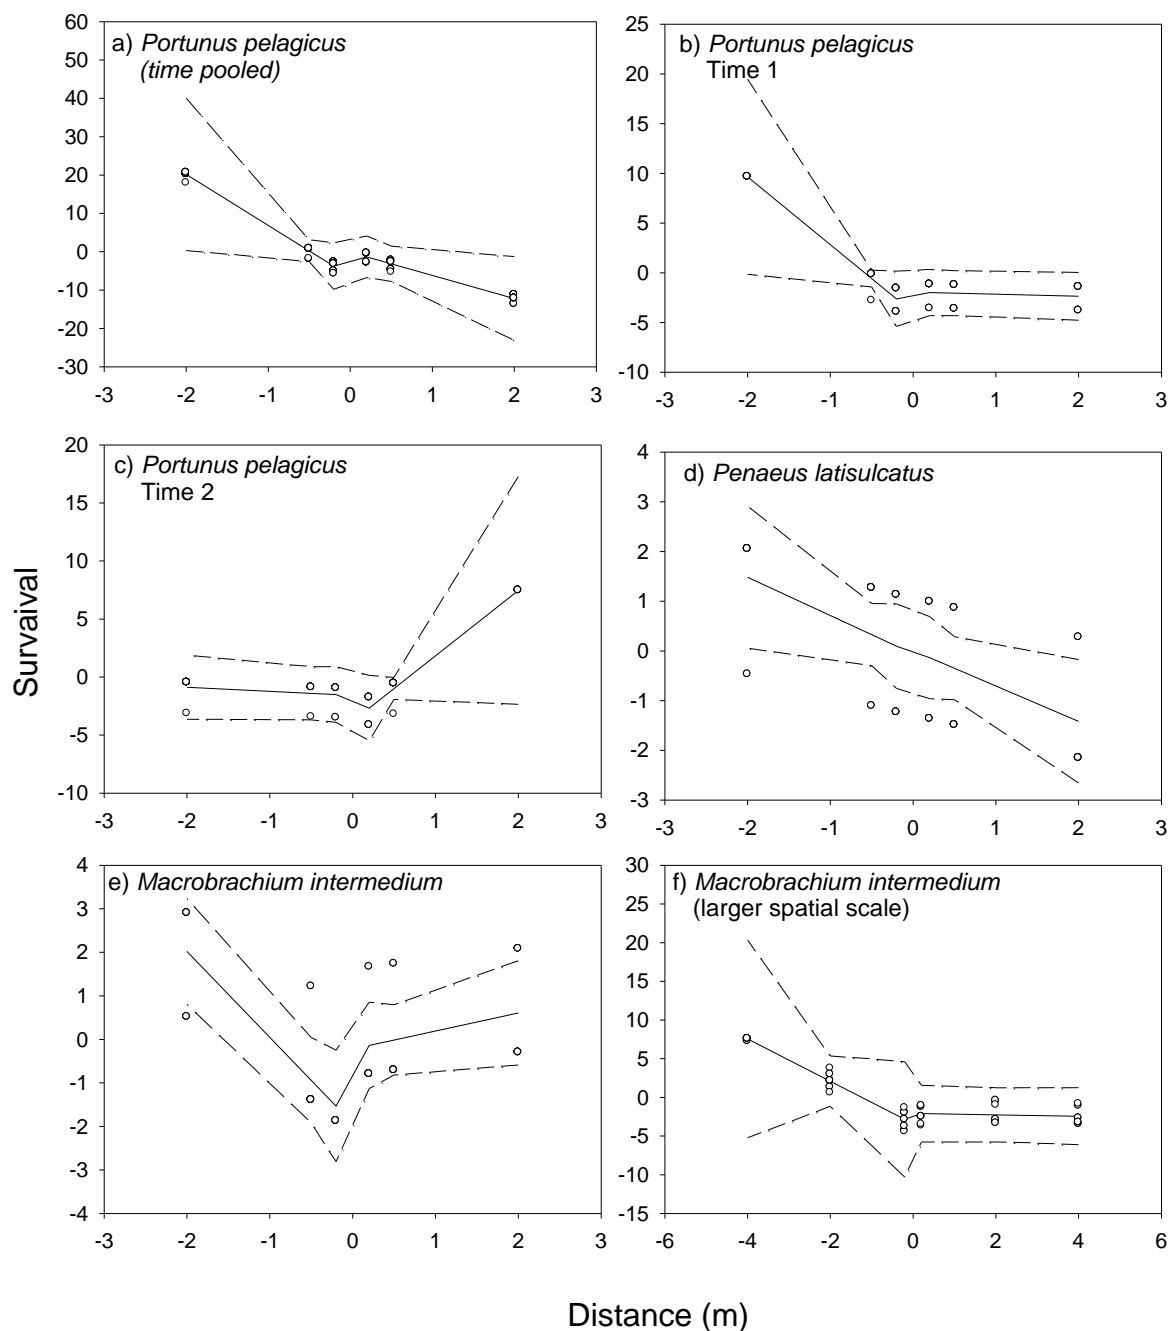 a) Portunus pelagicus
(time pooled)
60
50
40
30
20
10
0
-10
-20
-30
-3 -2 -1 0 1 2 3
b) Portunus pelagicus
Time 1
25
20
15
10
5
0
-5
-10
-3 -2 -1 0 1 2 3
c) Portunus pelagicus
Time 2
20
15
10
5
0
-5
-10
-3 -2 -1 0 1 2 3
d) Penaeus latisulcatus
4
3
2
1
0
-1
-2
-3
-3 -2 -1 0 1 2 3
Survaival
e) Macrobrachium intermedium
4
3
2
1
0
-1
-2
-3
-4
-3 -2 -1 0 1 2 3
f) Macrobrachium intermedium
(larger spatial scale)
30
25
20
15
10
5
0
-5
-10
-15
-6 -4 -2 0 2 4 6
Distance (m)